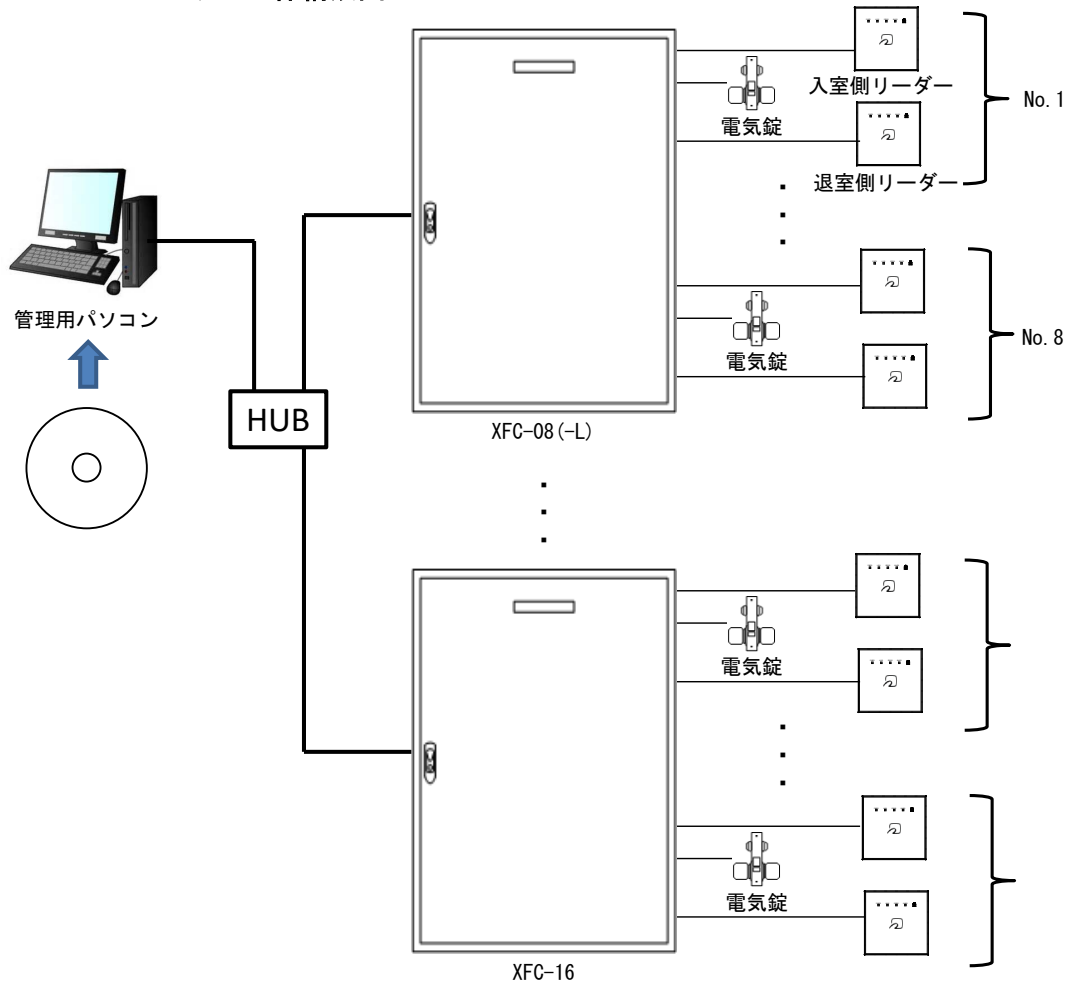 入室側リーダー
電気錠
No. 1
退室側リーダー
管理用パソコン
電気錠
No. 8
HUB
XFC-08(-L)
電気錠
電気錠
XFC-16